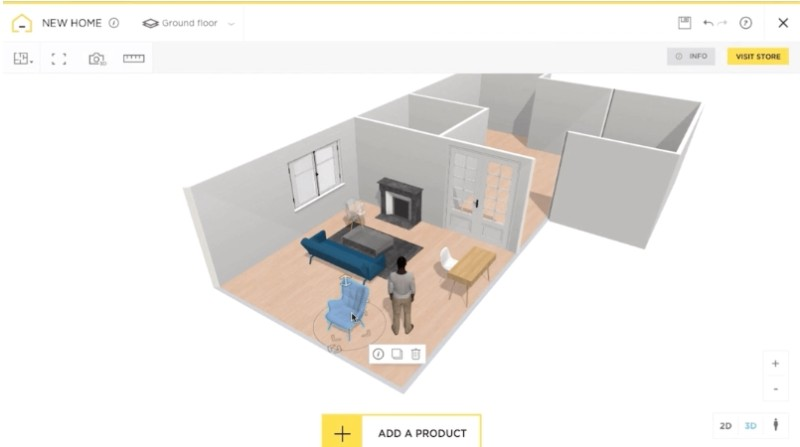 NEW HOME
Ground floor
INFO
VISIT STORE
ADD A PRODUCT
+
-
2D 3D